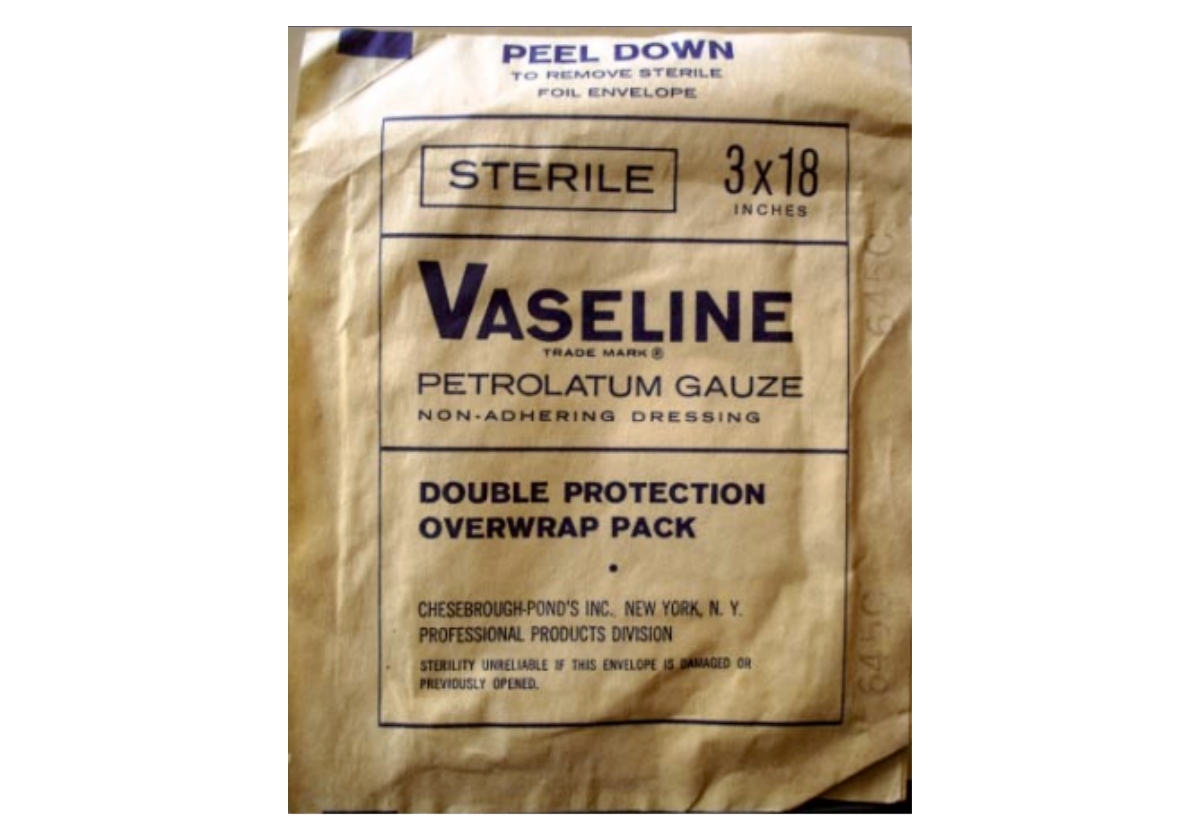 PEEL DOWN
TO REMOVE STERILE
FOIL ENVELOPE
STERILE
3x18
INCHES
VASELINE
TRADE MARK ®
PETROLATUM GAUZE
NON-ADHERING DRESSING
DOUBLE PROTECTION
OVERWRAP PACK
•
CHESEBROUGH-POND'S INC. NEW YORK, N. Y.
PROFESSIONAL PRODUCTS DIVISION
STERILITY UNRELIABLE IF THIS ENVELOPE IS DAMAGED OR
PREVIOUSLY OPENED.
645C
645C